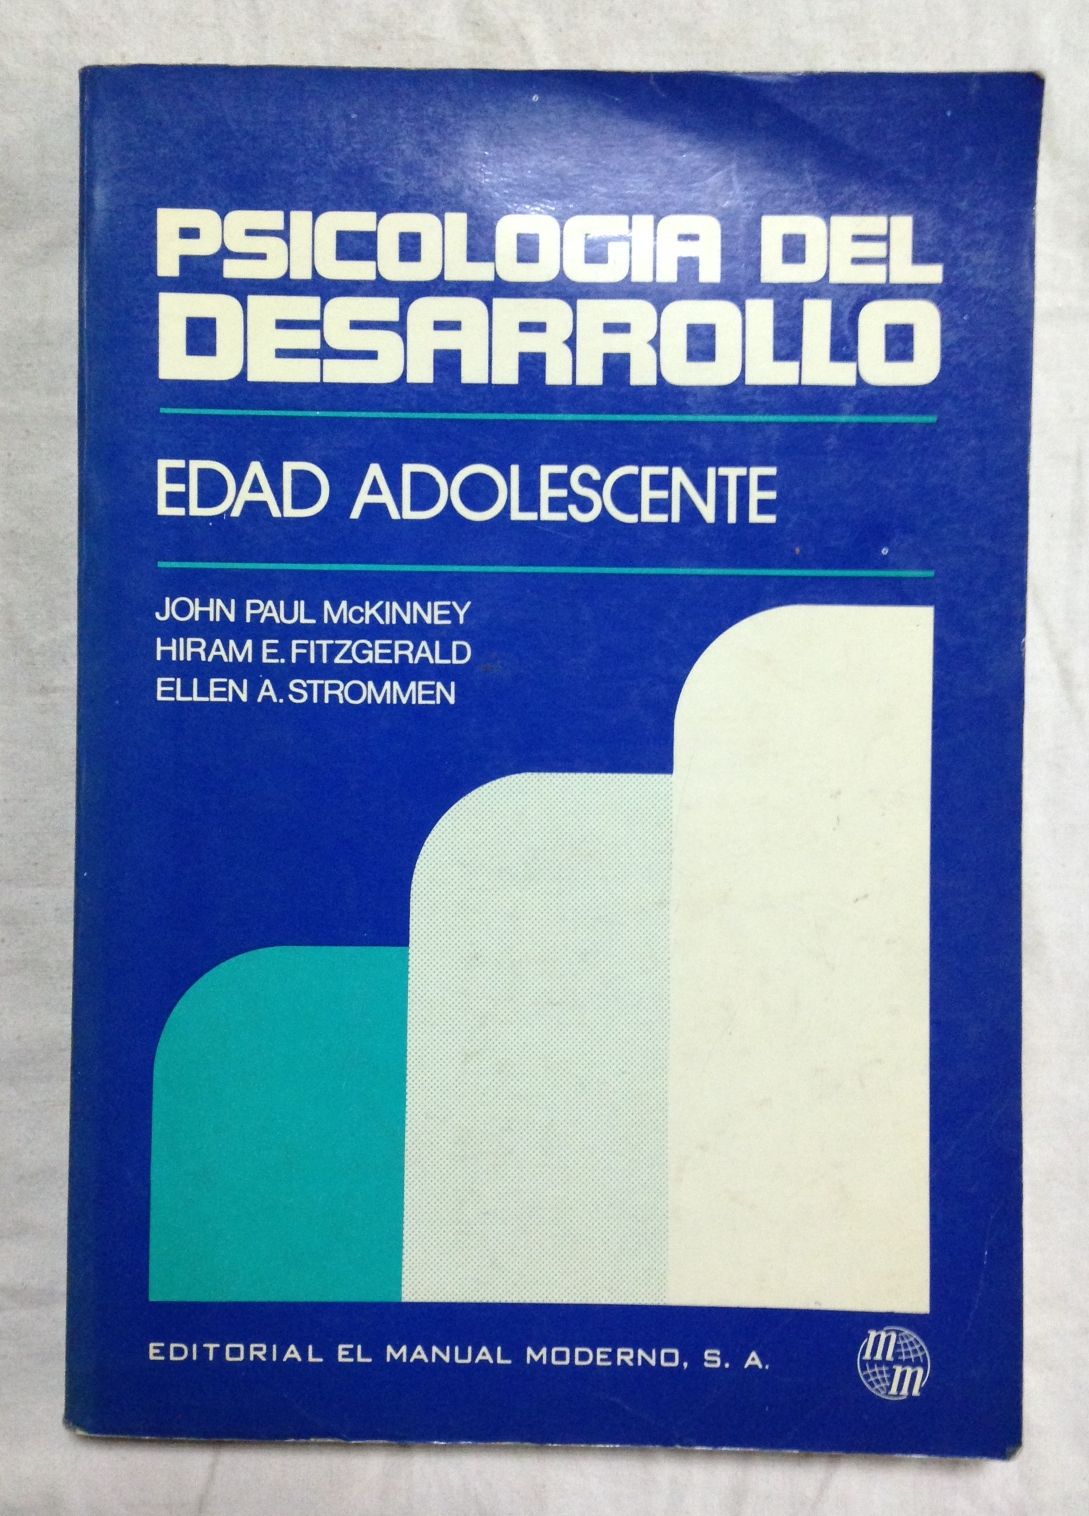 PSICOLOGIA DEL
DESARROLLO
EDAD ADOLESCENTE
JOHN PAUL McKINNEY
HIRAM E. FITZGERALD
ELLEN A. STROMMEN
EDITORIAL EL MANUAL MODERNO, S. A.
m
m